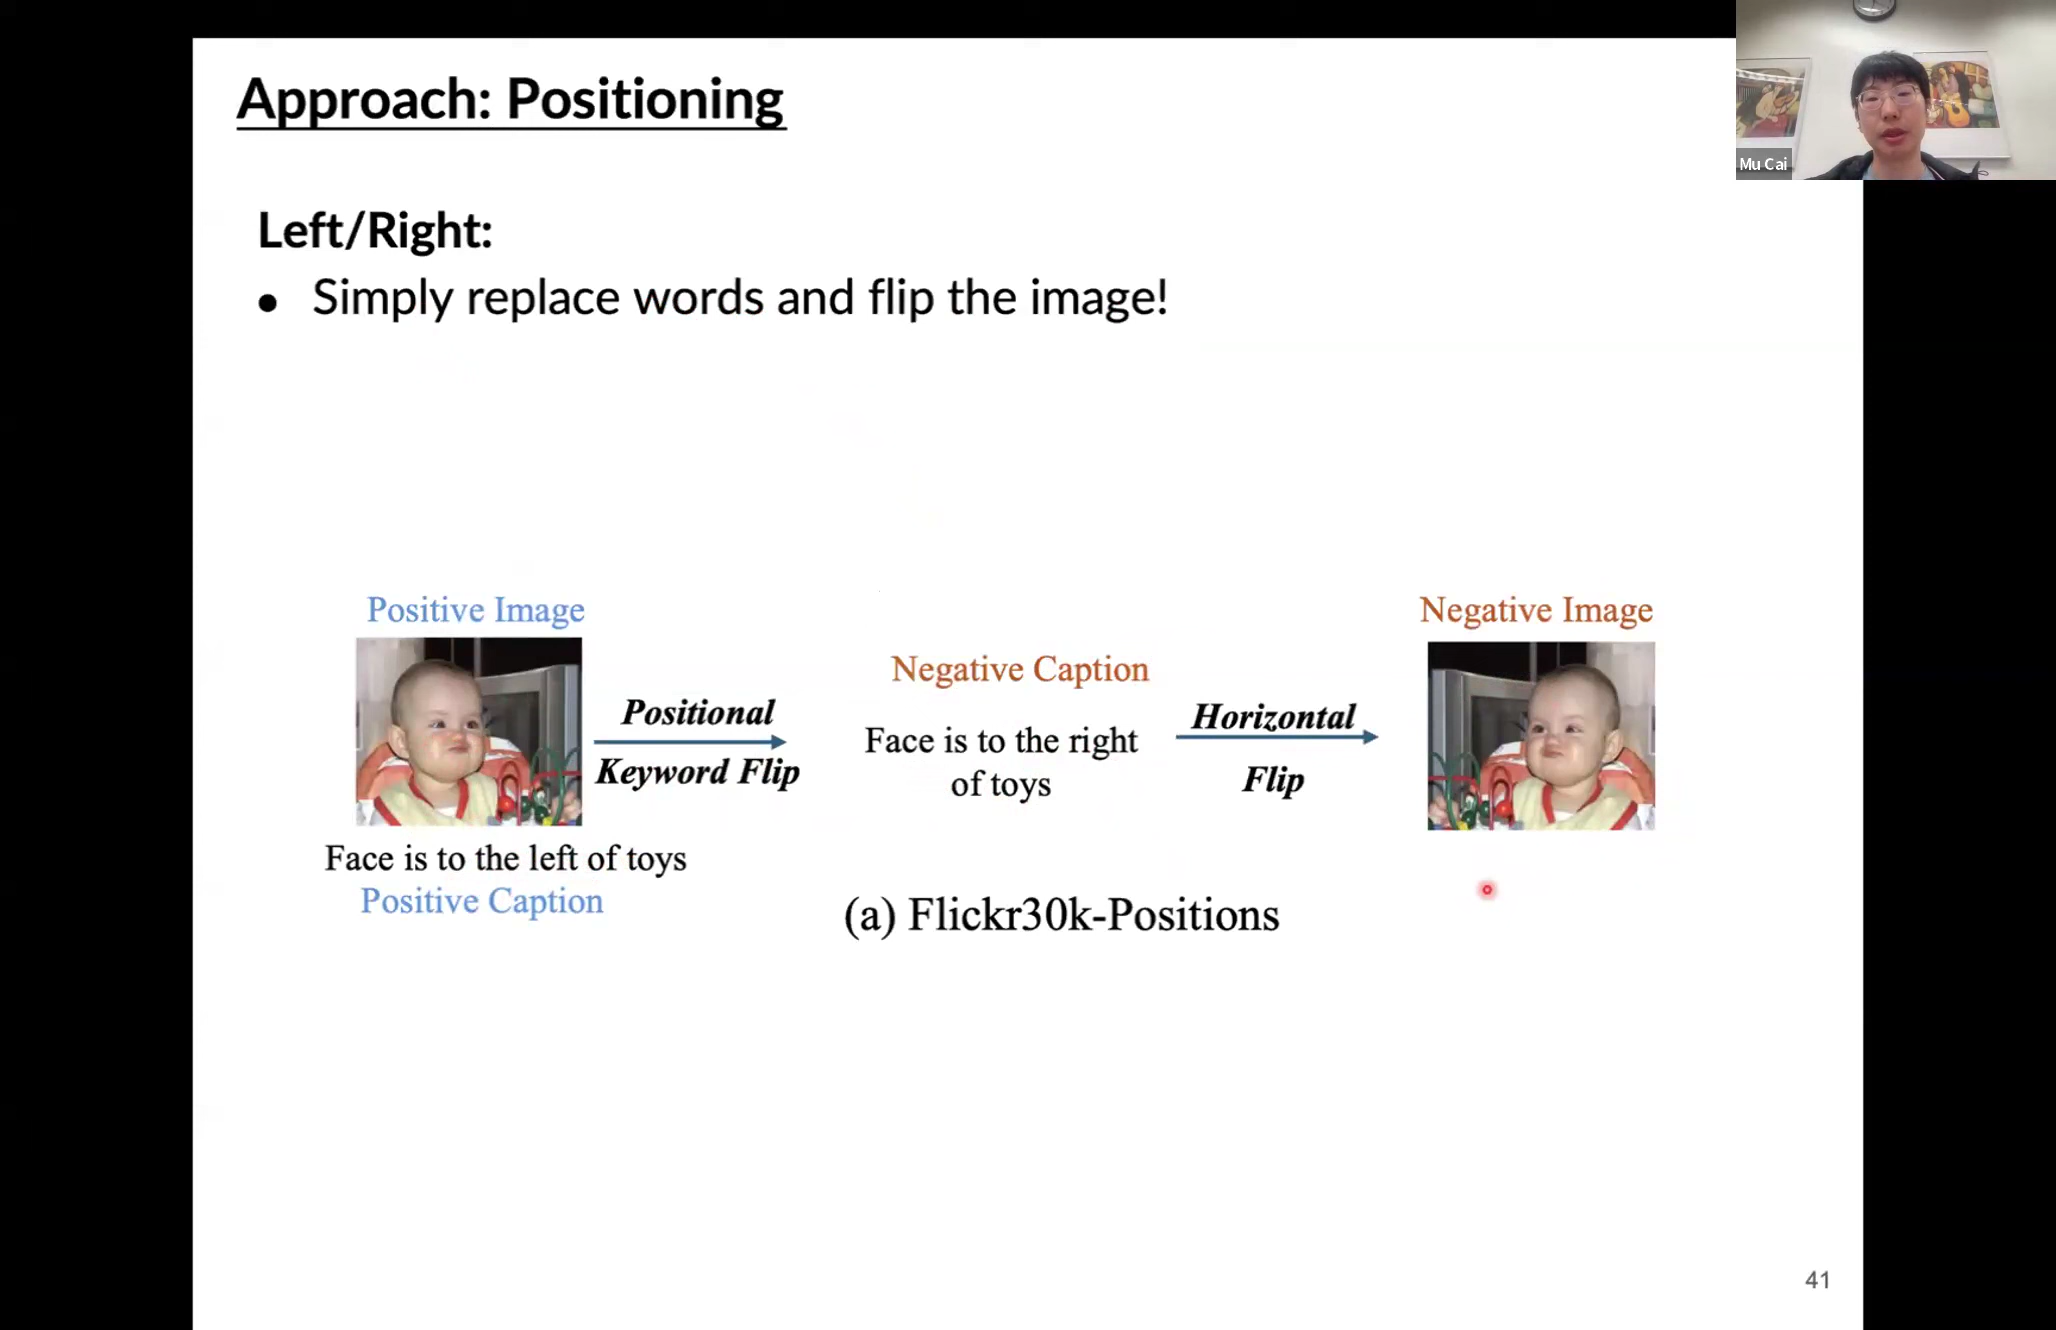 Approach: Positioning
Mu Cai
Left/Right:
● Simply replace words and flip the image!
Positive Image
Negative Image
Negative Caption
Positional
Keyword Flip
Face is to the right
of toys
Horizontal
Flip
Face is to the left of toys
Positive Caption
(a) Flickr30k-Positions
41